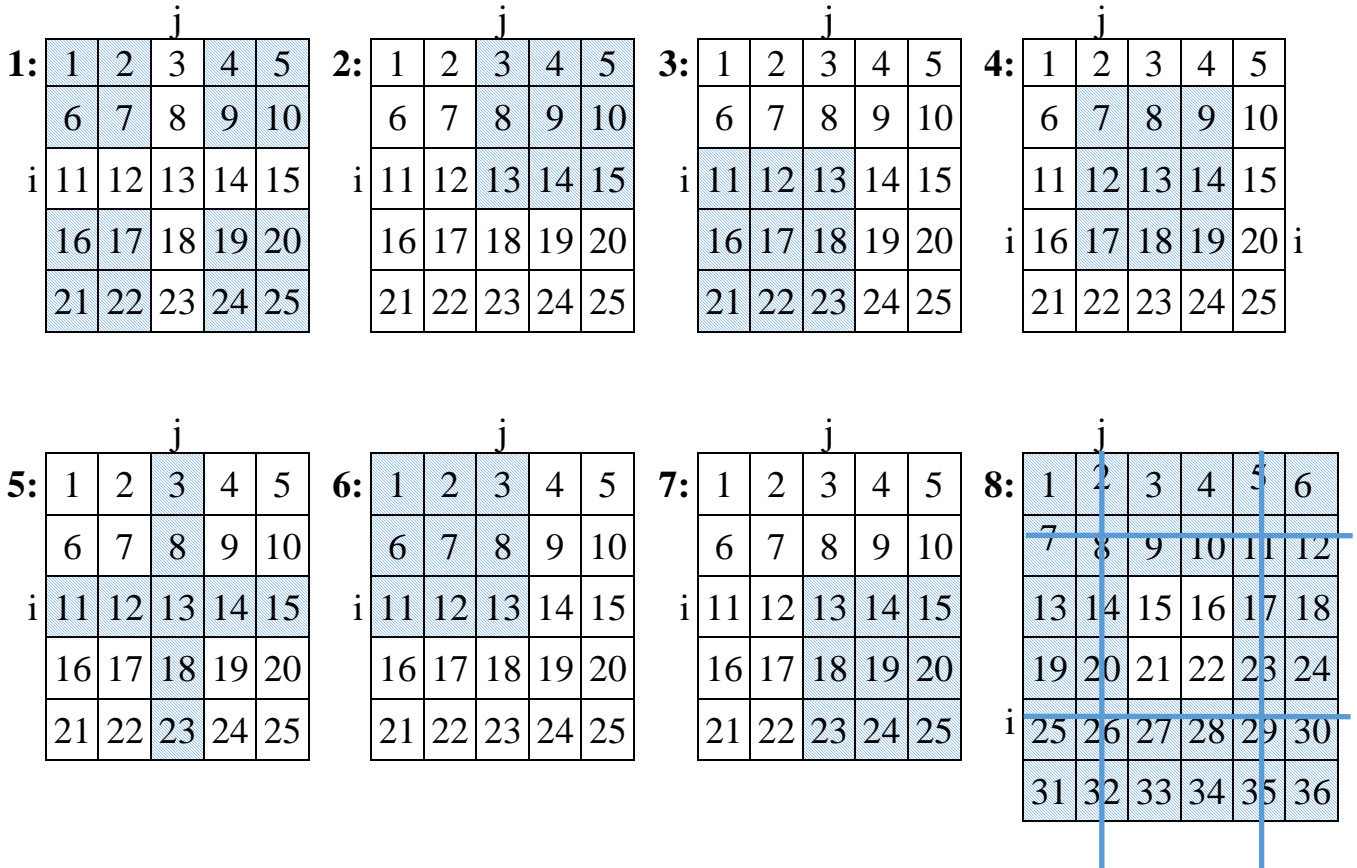 j j j j
1: 1 2 3 4 5 2: 1 2 3 4 5 3: 1 2 3 4 5 4: 1 2 3 4 5
6 7 8 9 10 6 7 8 9 10 6 7 8 9 10 6 7 8 9 10
i 11 12 13 14 15 i 11 12 13 14 15 i 11 12 13 14 15 11 12 13 14 15
16 17 18 19 20 16 17 18 19 20 16 17 18 19 20 i 16 17 18 19 20 i
21 22 23 24 25 21 22 23 24 25 21 22 23 24 25 21 22 23 24 25
j j j j
5: 1 2 3 4 5 6: 1 2 3 4 5 7: 1 2 3 4 5 8: 1 2 3 4 5 6
6 7 8 9 10 6 7 8 9 10 6 7 8 9 10 7 8 9 10 11 12
i 11 12 13 14 15 i 11 12 13 14 15 i 11 12 13 14 15 13 14 15 16 17 18
16 17 18 19 20 16 17 18 19 20 16 17 18 19 20 19 20 21 22 23 24
21 22 23 24 25 21 22 23 24 25 21 22 23 24 25 i 25 26 27 28 29 30
31 32 33 34 35 36